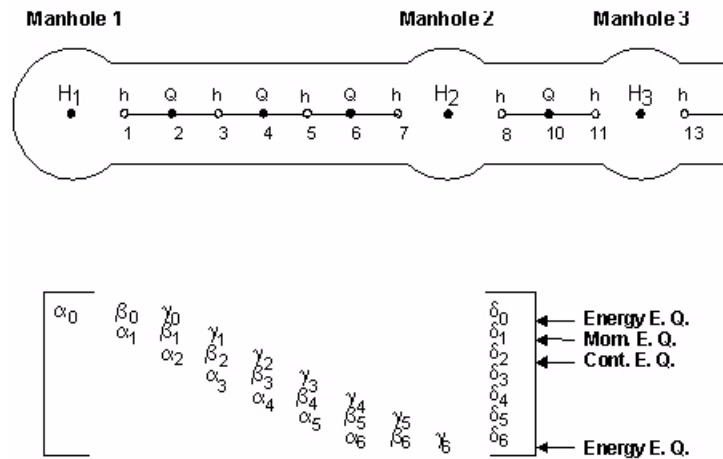 Manhole 1 Manhole 2 Manhole 3
H1 h Q h Q h Q h H2 h Q h H3 h
1 2 3 4 5 6 7 8 10 11 13
α0 β0 γ0 δ0 Energy E. Q.
α1 β1 γ1 δ1 Mom. E. Q.
α2 β2 γ2 δ2 Cont. E. Q.
α3 β3 γ3 δ3
α4 β4 γ4 δ4
α5 β5 γ5 δ5
α6 β6 γ6 δ6 Energy E. Q.